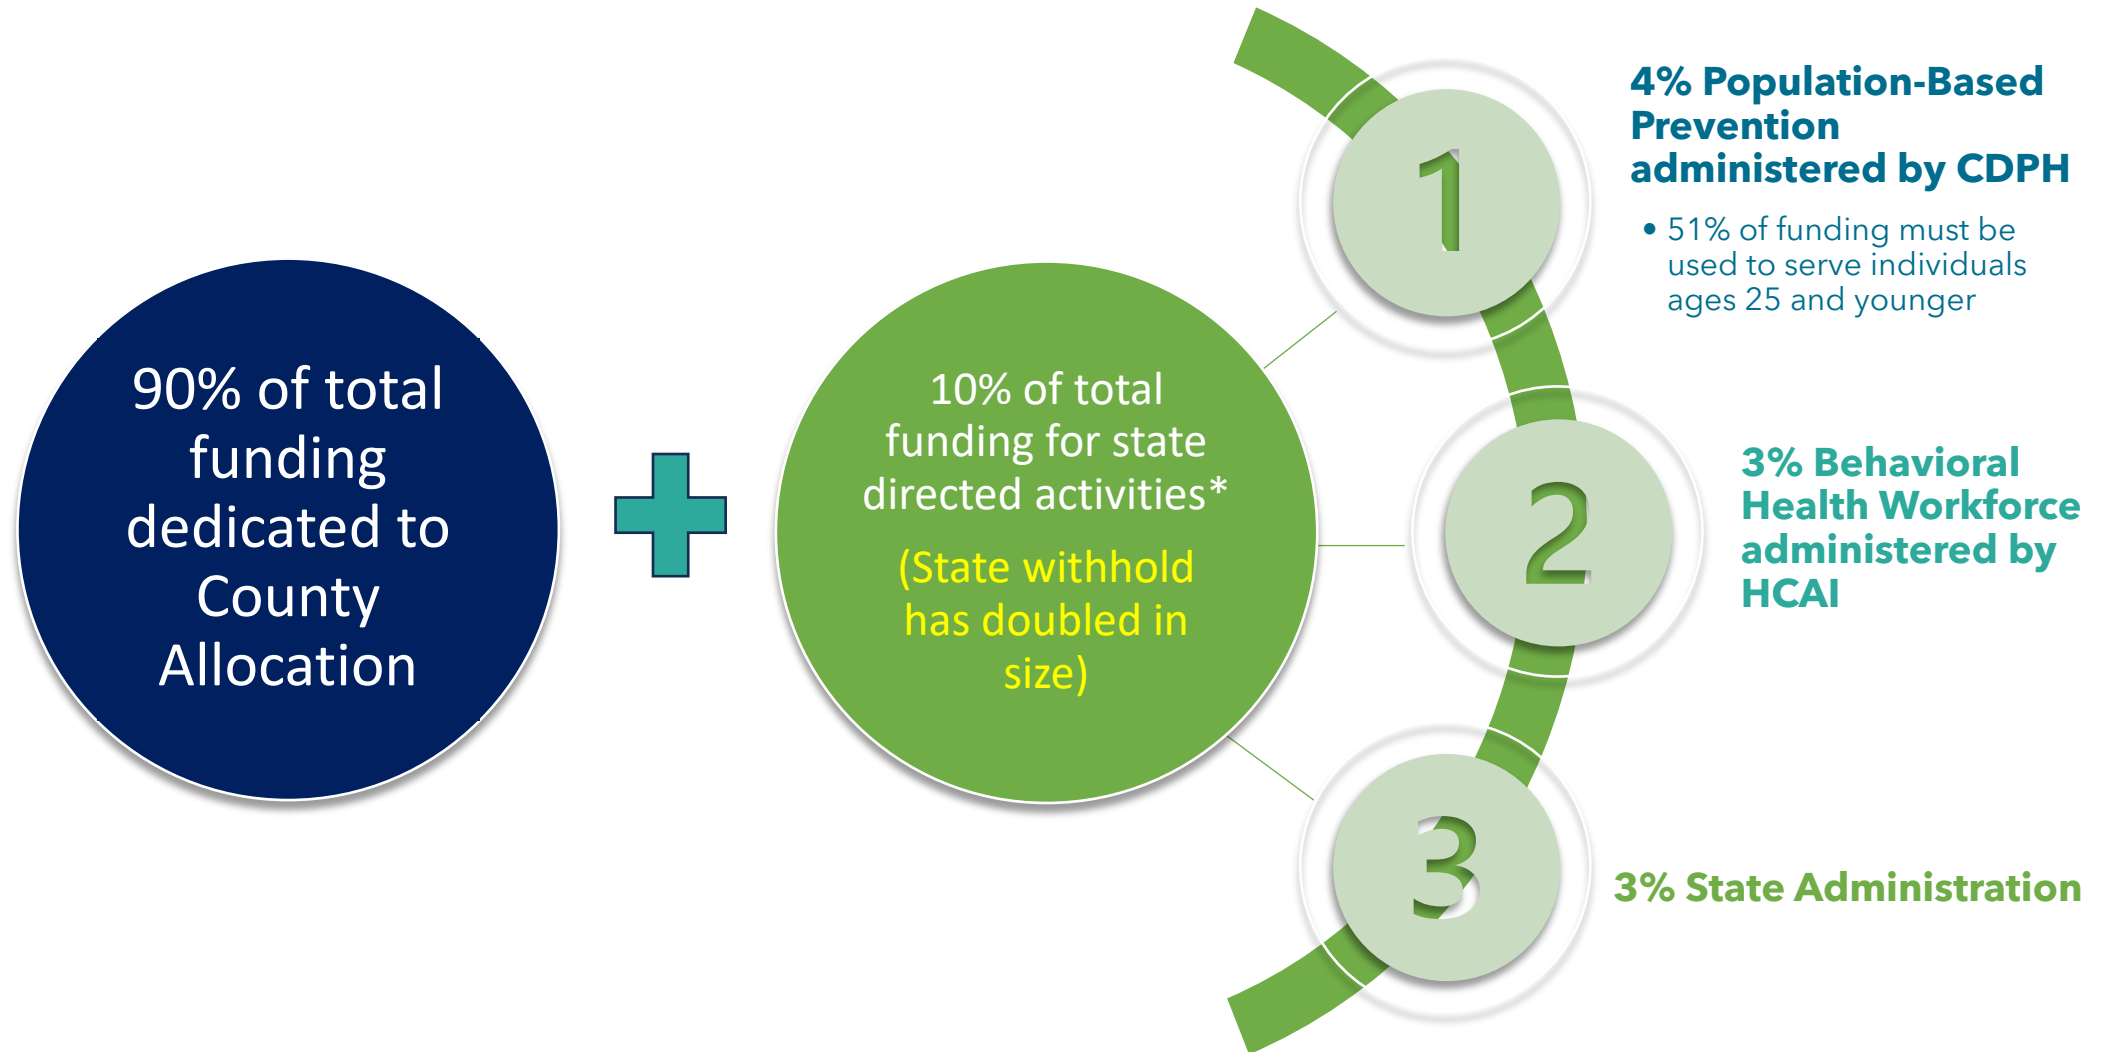 90% of total
funding
dedicated to
County
Allocation
10% of total
funding for state
directed activities*
(State withhold
has doubled in
size)
1
4% Population-Based
Prevention
administered by CDPH
• 51% of funding must be
used to serve individuals
ages 25 and younger
2
3% Behavioral
Health Workforce
administered by
HCAI
3
3% State Administration